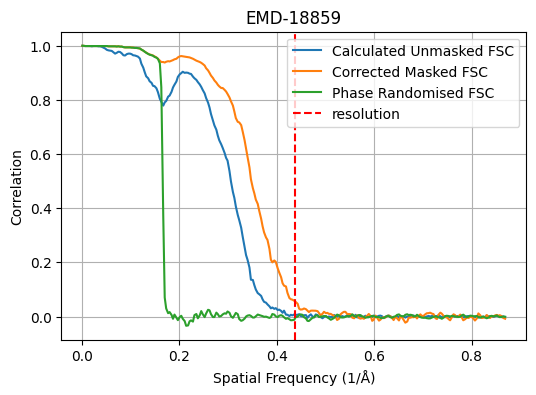 EMD-18859
Calculated Unmasked FSC
Corrected Masked FSC
Phase Randomised FSC
resolution
1.0
0.8
0.6
0.4
0.2
0.0
Correlation
0.0 0.2 0.4 0.6 0.8
Spatial Frequency (1/Å)